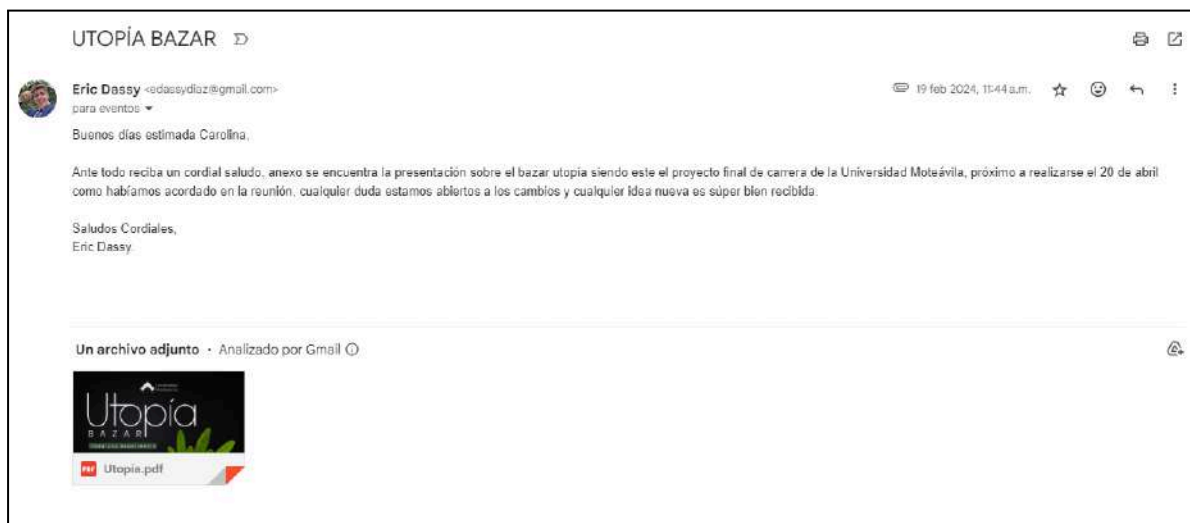 UTOPÍA BAZAR
Eric Dassy <edassydiaz@gmail.com>
19 feb 2024, 11:44 a.m.
para eventos
Buenos días estimada Carolina,
Ante todo reciba un cordial saludo, anexo se encuentra la presentación sobre el bazar utopía siendo este el proyecto final de carrera de la Universidad Moteávila, próximo a realizarse el 20 de abril
como habíamos acordado en la reunión, cualquier duda estamos abiertos a los cambios y cualquier idea nueva es súper bien recibida.
Saludos Cordiales,
Eric Dassy.
Un archivo adjunto • Analizado por Gmail
Utopía
BAZAR
PDF Utopia.pdf